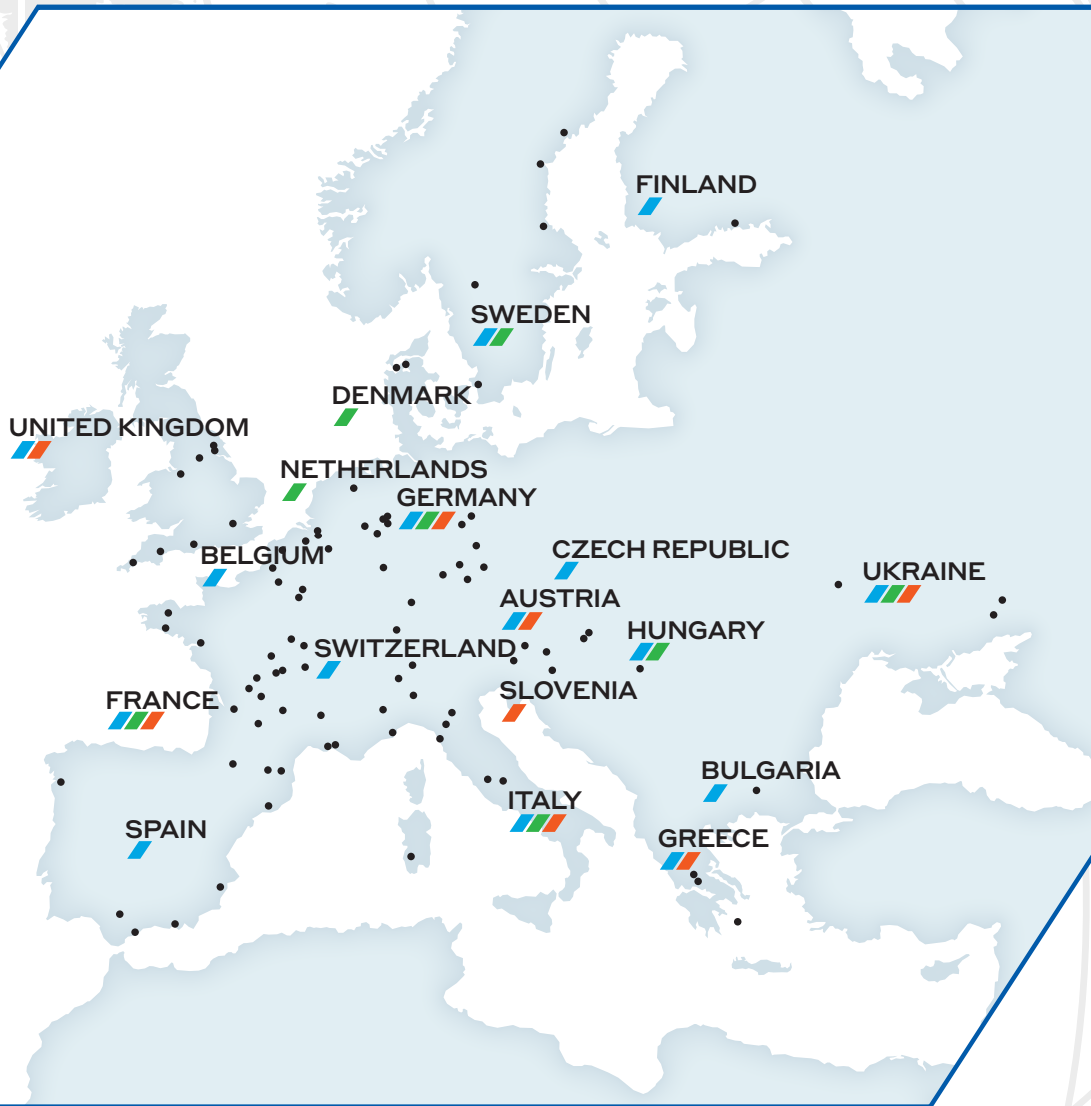 FINLAND
SWEDEN
DENMARK
UNITED KINGDOM
NETHERLANDS
GERMANY
BELGIUM
CZECH REPUBLIC
UKRAINE
AUSTRIA
HUNGARY
SWITZERLAND
SLOVENIA
FRANCE
BULGARIA
ITALY
SPAIN
GREECE